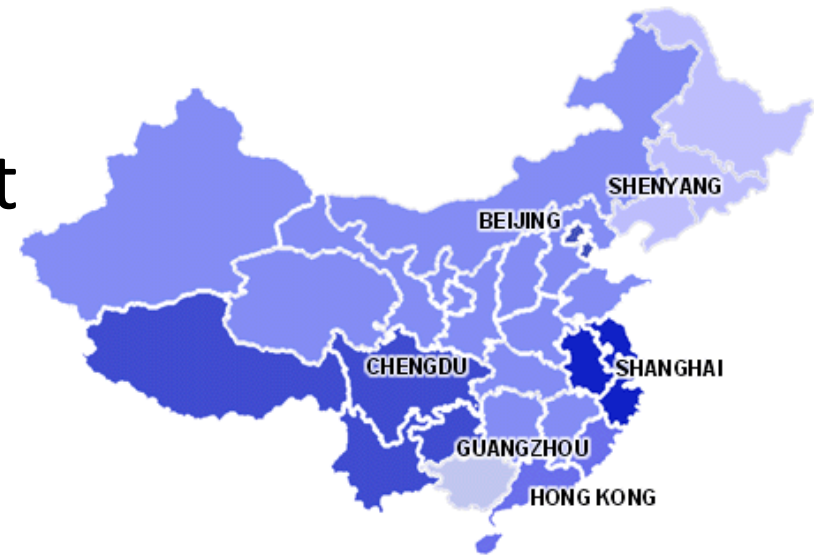 t
SHENYANG
BEIJING
CHENGDU
SHANGHAI
GUANGZHOU
HONG KONG